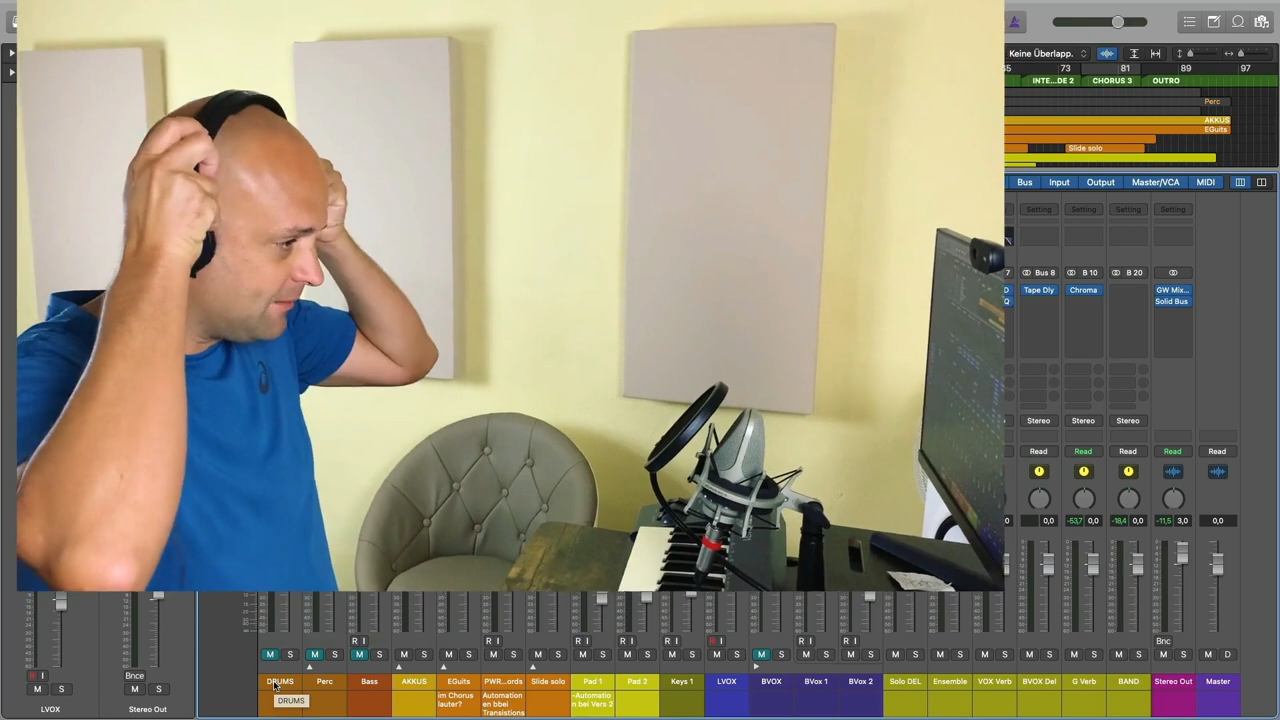 Keine Überlapp.
73 81 89 97
INTE...DE 2 CHORUS 3 OUTRO
Perc
AKKUS
EGuits
Slide solo
Bus Input Output Master/VCA MIDI
Setting Setting Setting Setting
Bus 8 B 10 B 20
Tape Dly Chroma GW Mix...
Solid Bus
Stereo Stereo Stereo
Read Read Read Read Read
0,0 -53,7 0,0 -18,4 0,0 -11,5 3,0 0,0
R I R I R I R I R I R I R I R I Bnc
M S M S M S M S M S M S M S M S M S M S M S M S M S M S M S M S M S M S M S M S M S M D
R I Bnce
M S M S
LVOX Stereo Out
DRUMS Perc Bass AKKUS EGuits PWR...ords Slide solo Pad 1 Pad 2 Keys 1 LVOX BVOX BVox 1 BVox 2 Solo DEL Ensemble VOX Verb BVOX Del G Verb BAND Stereo Out Master
im Chorus
lauter?
Automation
en bbei
Transistions
-Automatio
n bei Vers 2
DRUMS